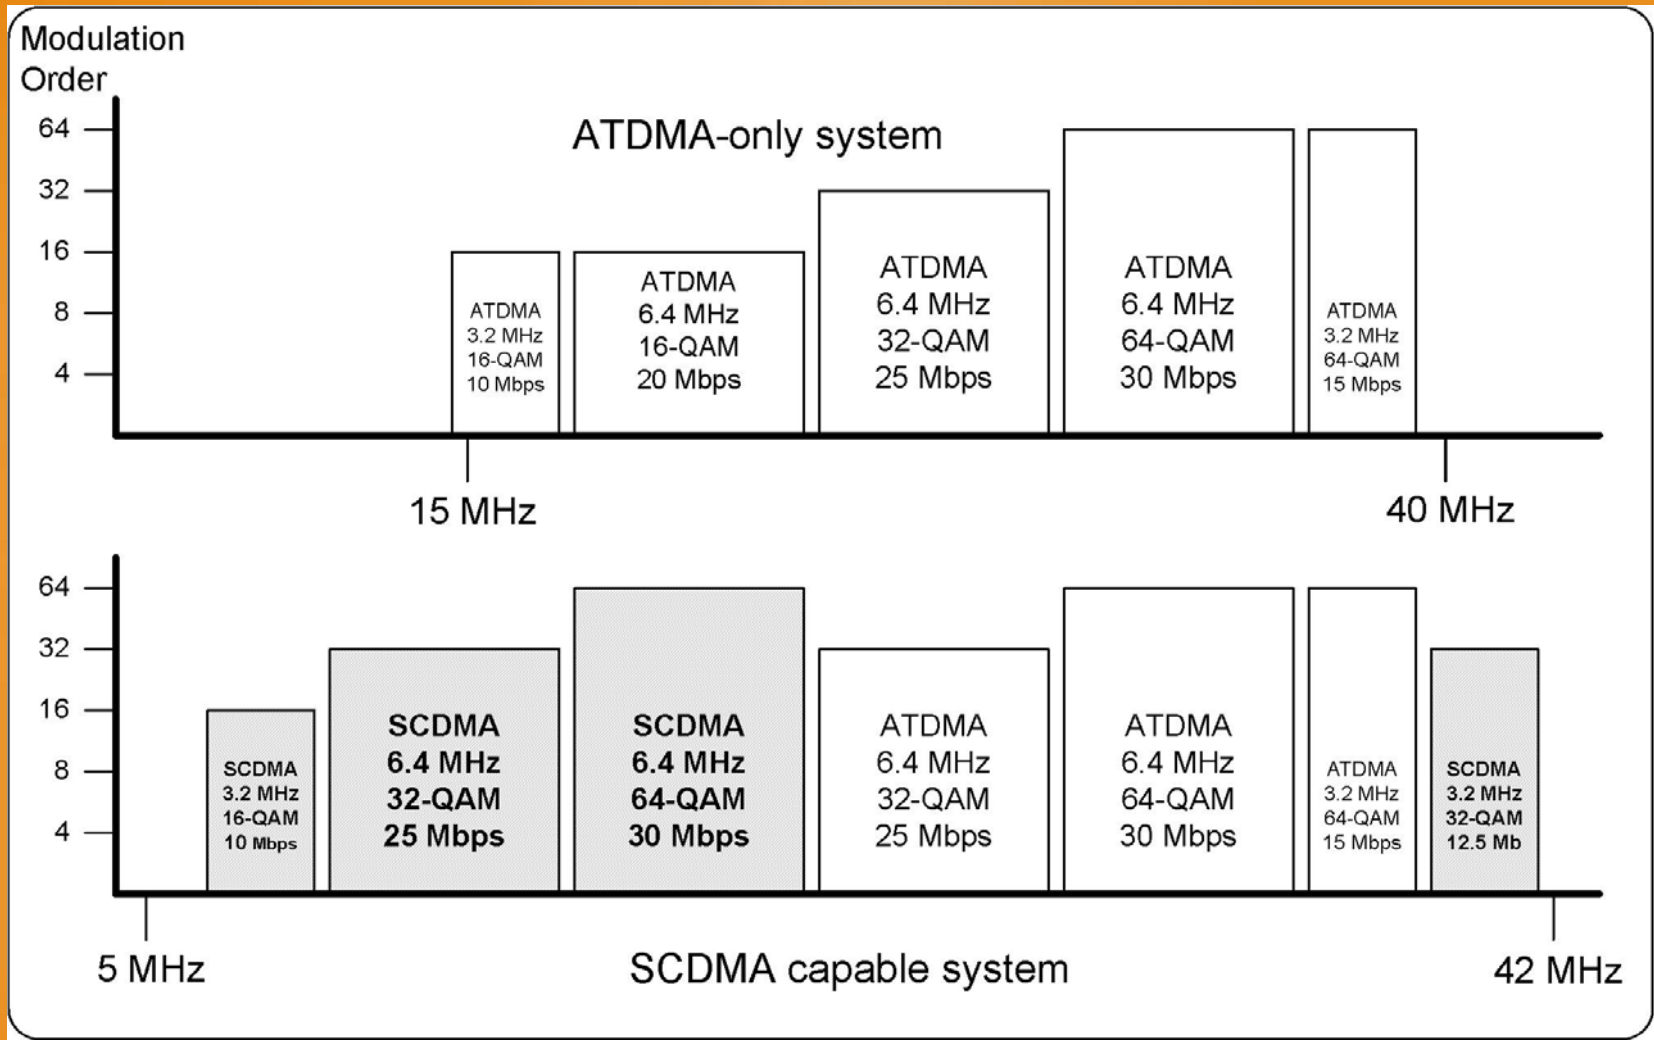 Modulation
Order
ATDMA-only system
64
32
16
8
4
ATDMA
3.2 MHz
16-QAM
10 Mbps
ATDMA
6.4 MHz
16-QAM
20 Mbps
ATDMA
6.4 MHz
32-QAM
25 Mbps
ATDMA
6.4 MHz
64-QAM
30 Mbps
ATDMA
3.2 MHz
64-QAM
15 Mbps
15 MHz
40 MHz
64
32
16
8
4
SCDMA
3.2 MHz
16-QAM
10 Mbps
SCDMA
6.4 MHz
32-QAM
25 Mbps
SCDMA
6.4 MHz
64-QAM
30 Mbps
ATDMA
6.4 MHz
32-QAM
25 Mbps
ATDMA
6.4 MHz
64-QAM
30 Mbps
ATDMA
3.2 MHz
64-QAM
15 Mbps
SCDMA
3.2 MHz
32-QAM
12.5 Mb
5 MHz
SCDMA capable system
42 MHz